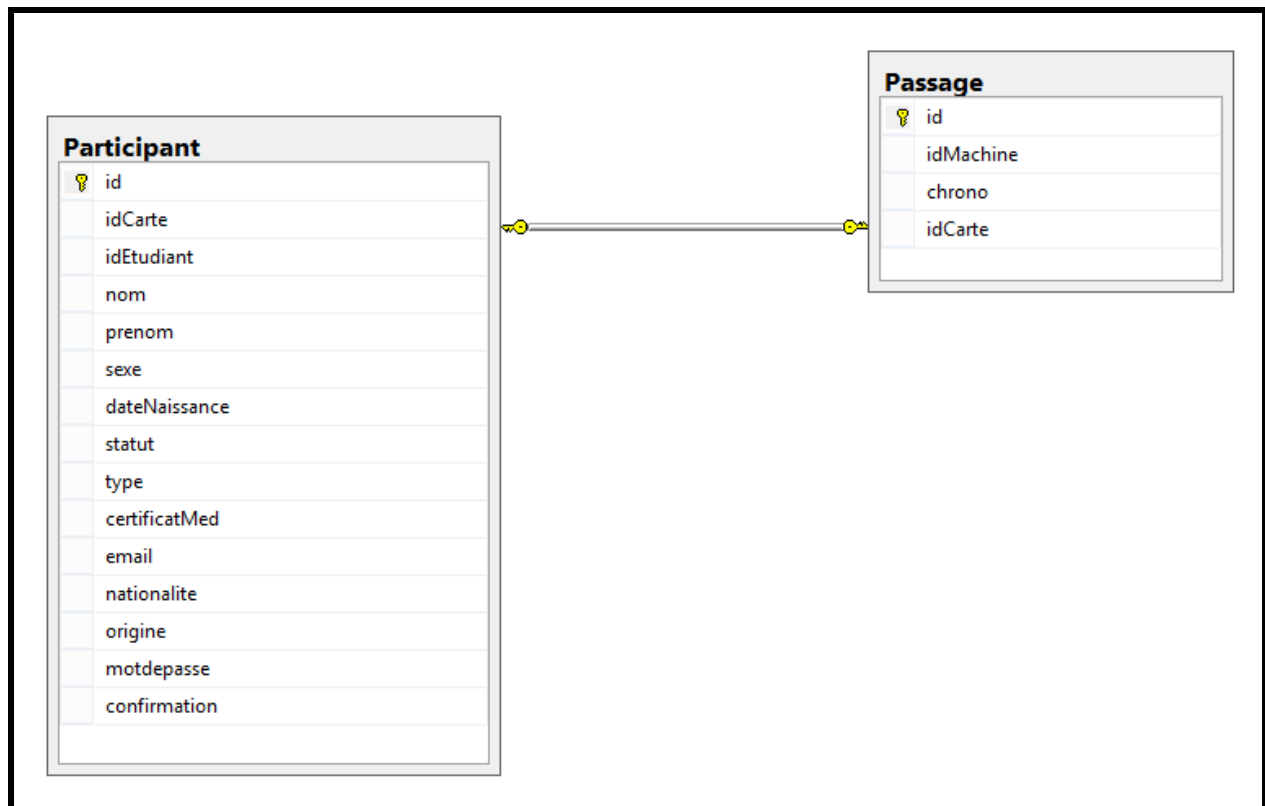 Participant
id
idCarte
idEtudiant
nom
prenom
sexe
dateNaissance
statut
type
certificatMed
email
nationalite
origine
motdepasse
confirmation
Passage
id
idMachine
chrono
idCarte